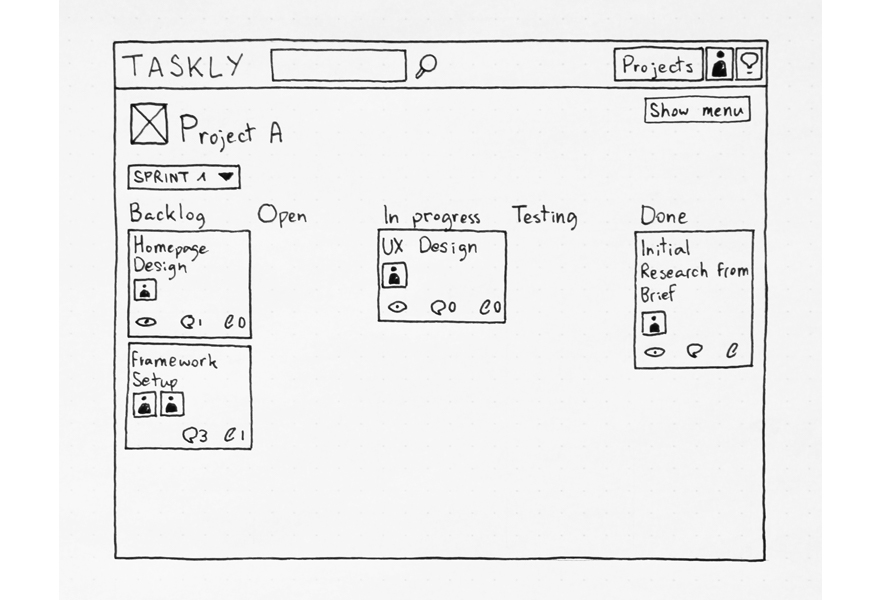 TASKLY
Projects
Show menu
Project A
SPRINT 1
Backlog
Open
In progress
Testing
Done
Homepage
Design
1
0
Framework
Setup
3
1
UX Design
0
0
Initial
Research from
Brief